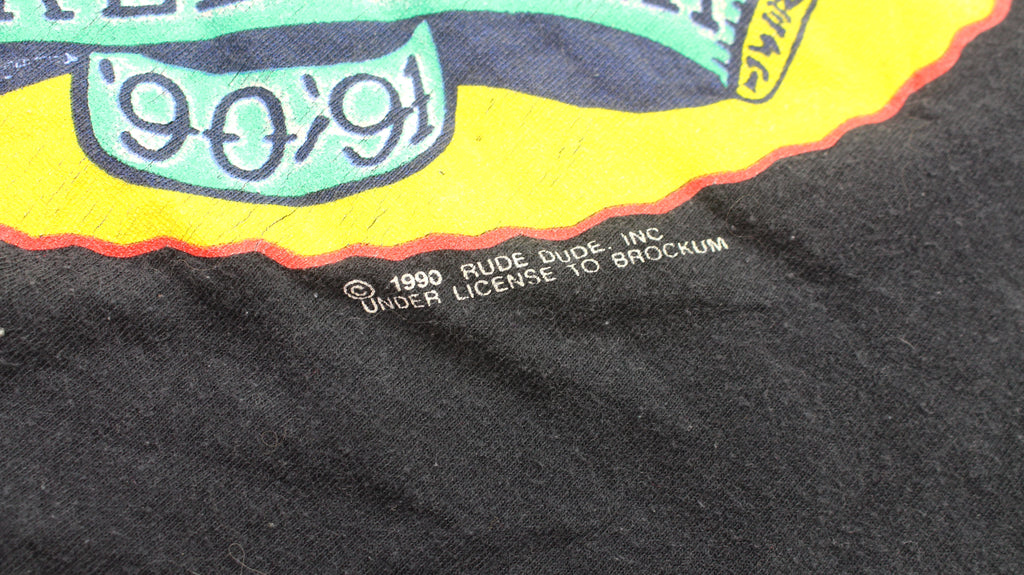 '90/'91
© 1990 RUDE DUDE, INC
UNDER LICENSE TO BROCKUM